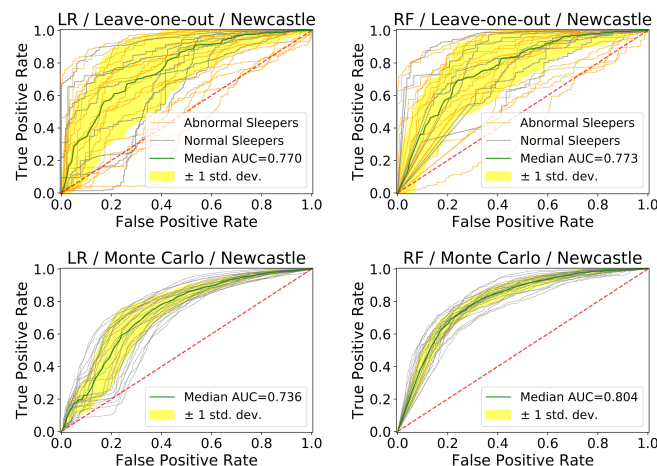 LR / Leave-one-out / Newcastle
1.0
0.8
0.6
0.4
0.2
0.0
True Positive Rate
Abnormal Sleepers
Normal Sleepers
Median AUC=0.770
± 1 std. dev.
0.0 0.2 0.4 0.6 0.8 1.0
False Positive Rate
RF / Leave-one-out / Newcastle
1.0
0.8
0.6
0.4
0.2
0.0
True Positive Rate
Abnormal Sleepers
Normal Sleepers
Median AUC=0.773
± 1 std. dev.
0.0 0.2 0.4 0.6 0.8 1.0
False Positive Rate
LR / Monte Carlo / Newcastle
1.0
0.8
0.6
0.4
0.2
0.0
True Positive Rate
Median AUC=0.736
± 1 std. dev.
0.0 0.2 0.4 0.6 0.8 1.0
False Positive Rate
RF / Monte Carlo / Newcastle
1.0
0.8
0.6
0.4
0.2
0.0
True Positive Rate
Median AUC=0.804
± 1 std. dev.
0.0 0.2 0.4 0.6 0.8 1.0
False Positive Rate